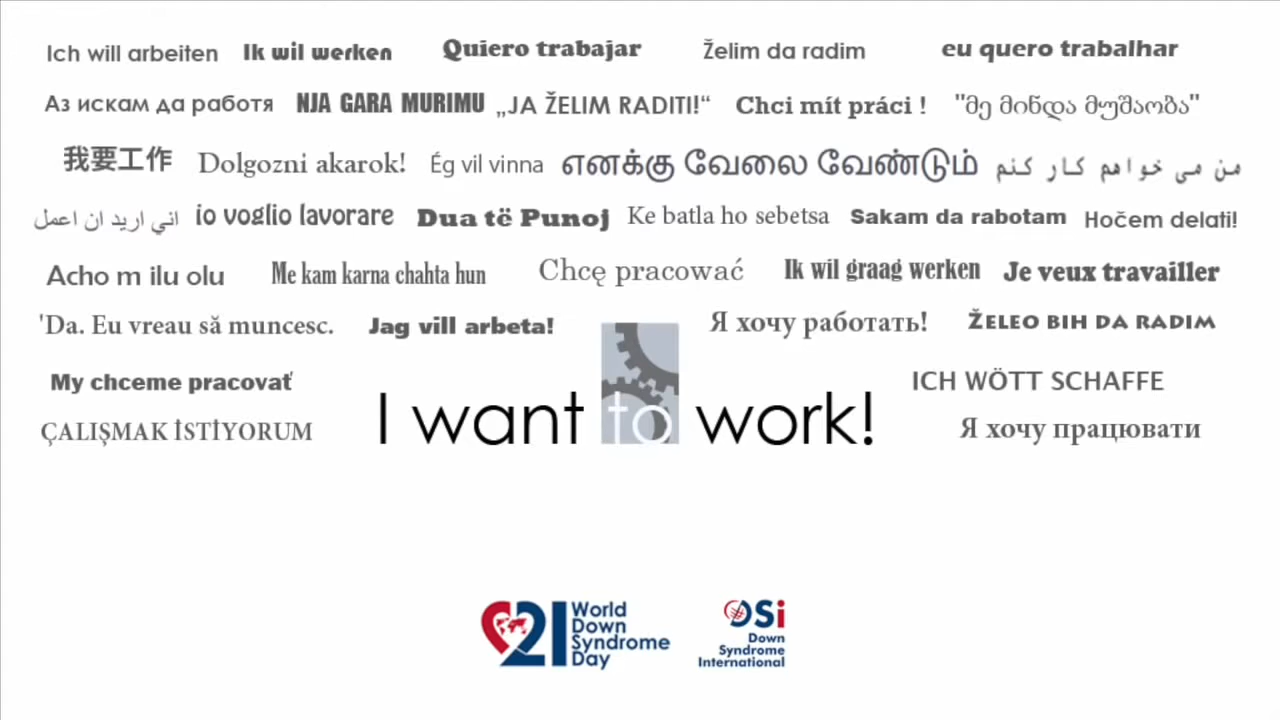 Ich will arbeiten Ik wil werken Quiero trabajar Želim da radim eu quero trabalhar
Аз искам да работя NJA GARA MURIMU „JA ŽELIM RADITI!“ Chci mít práci ! "მე მინდა მუშაობა"
我要工作 Dolgozni akarok! Ég vil vinna எனக்கு வேலை வேண்டும் من می خواهم کار کنم
اني اريد ان اعمل io voglio lavorare Dua të Punoj Ke batla ho sebetsa Sakam da rabotam Hočem delati!
Acho m ilu olu Me kam karna chahta hun Chcę pracować Ik wil graag werken Je veux travailler
'Da. Eu vreau să muncesc. Jag vill arbeta! Я хочу работать! ŽELEO BIH DA RADIM
My chceme pracovať ICH WÖTT SCHAFFE
ÇALIŞMAK İSTİYORUM I want to work! Я хочу працювати
21 World
Down
Syndrome
Day
DSi
Down
Syndrome
International